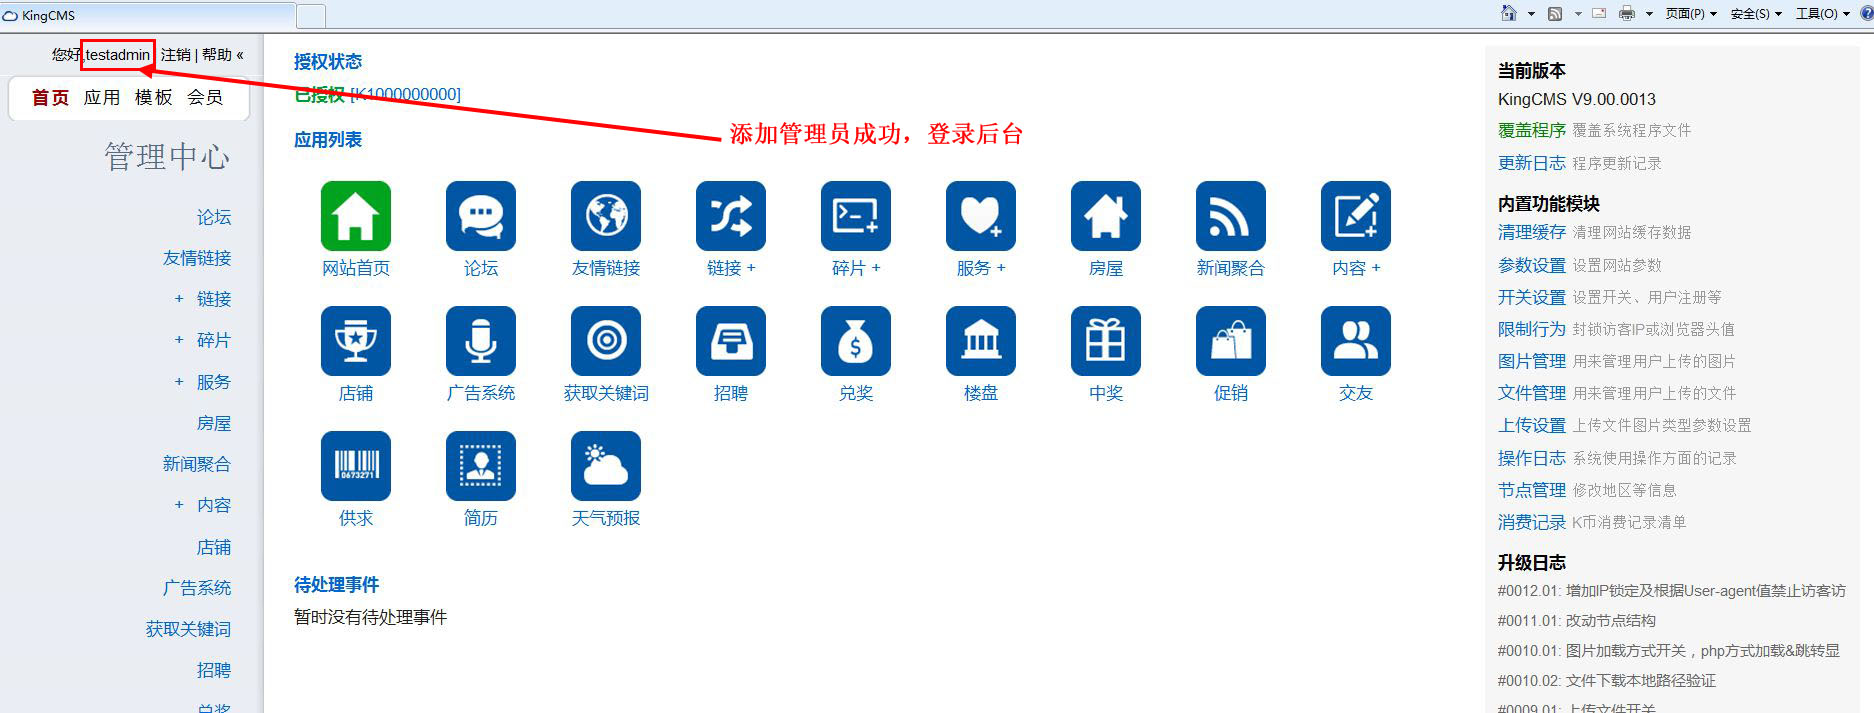 KingCMS
页面(P)
安全(S)
工具(O)
您好,testadmin 注销 | 帮助 «
首页 应用 模板 会员
管理中心
论坛
友情链接
+ 链接
+ 碎片
+ 服务
房屋
新闻聚合
+ 内容
店铺
广告系统
获取关键词
招聘
兑奖
授权状态
已授权 [K1000000000]
添加管理员成功，登录后台
应用列表
网站首页
论坛
友情链接
链接 +
碎片 +
服务 +
房屋
新闻聚合
内容 +
店铺
广告系统
获取关键词
招聘
兑奖
楼盘
中奖
促销
交友
0673271
供求
简历
天气预报
待处理事件
暂时没有待处理事件
当前版本
KingCMS V9.00.0013
覆盖程序 覆盖系统程序文件
更新日志 程序更新记录
内置功能模块
清理缓存 清理网站缓存数据
参数设置 设置网站参数
开关设置 设置开关、用户注册等
限制行为 封锁访客IP或浏览器头值
图片管理 用来管理用户上传的图片
文件管理 用来管理用户上传的文件
上传设置 上传文件图片类型参数设置
操作日志 系统使用操作方面的记录
节点管理 修改地区等信息
消费记录 K币消费记录清单
升级日志
#0012.01: 增加IP锁定及根据User-agent值禁止访客访
#0011.01: 改动节点结构
#0010.01: 图片加载方式开关，php方式加载&跳转显
#0010.02: 文件下载本地路径验证
#0009.01: 上传文件开关